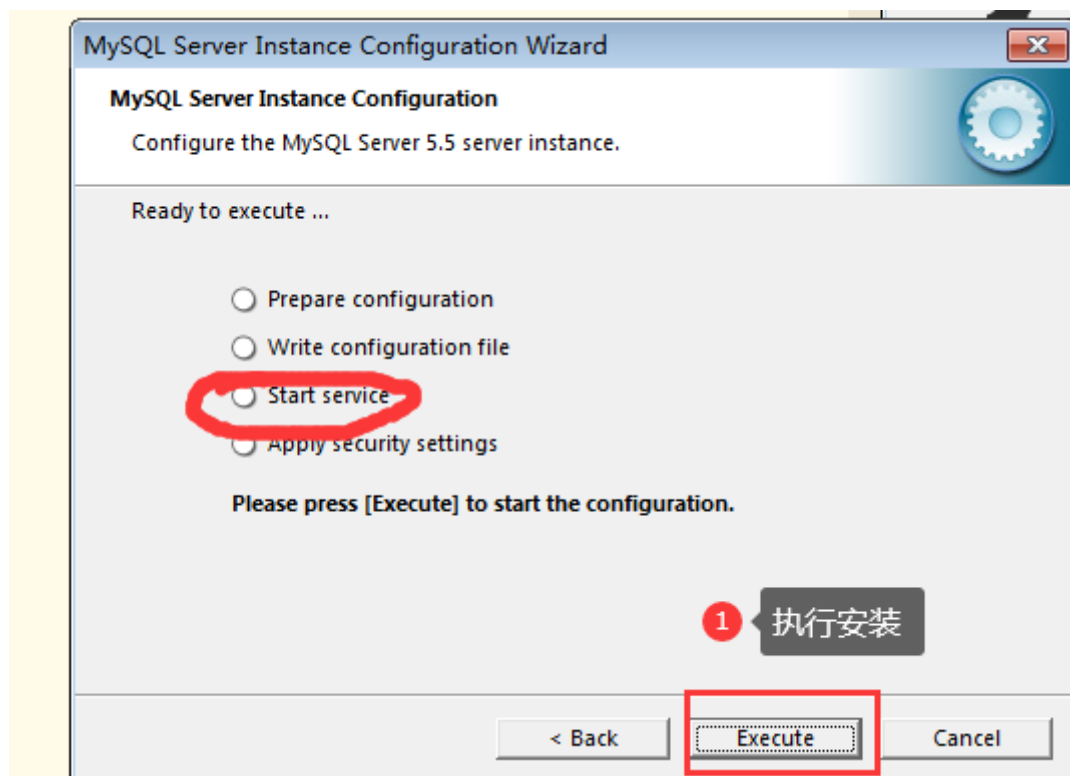 MySQL Server Instance Configuration Wizard
MySQL Server Instance Configuration
Configure the MySQL Server 5.5 server instance.
Ready to execute ...
Prepare configuration
Write configuration file
Start service
Apply security settings
Please press [Execute] to start the configuration.
1 执行安装
< Back Execute Cancel